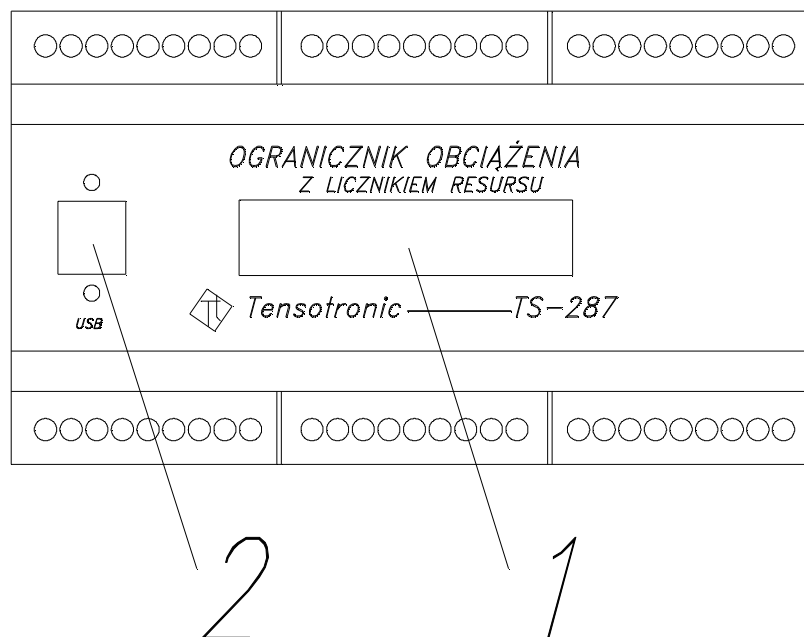 OGRANICZNIK OBCIĄŻENIA
Z LICZNIKIEM RESURSU
USB
Tensotronic TS-287
2 1